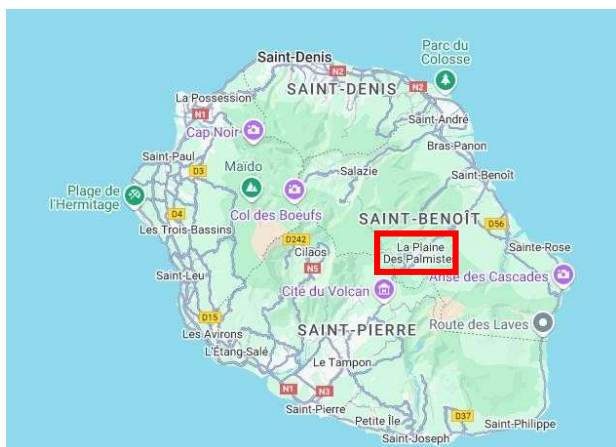 Parc du
Colosse
Saint-Denis
N2
SAINT-DENIS
N2
La Possession
N1
Saint-André
Cap Noir
Bras-Panon
Saint-Paul
D3
Maïdo
Salazie
Saint-Benoît
Plage de
l'Hermitage
D4
Col des Boeufs
SAINT-BENOÎT
D56
Les Trois-Bassins
D242
La Plaine
Des Palmiste
Sainte-Rose
Cilaos
N5
Anse des Cascades
Saint-Leu
Cité du Volcan
D15
SAINT-PIERRE
Route des Laves
Les Avirons
L'Étang-Salé
Le Tampon
N1
N3
Saint-Pierre
Petite Île
D37
Saint-Philippe
Saint-Joseph